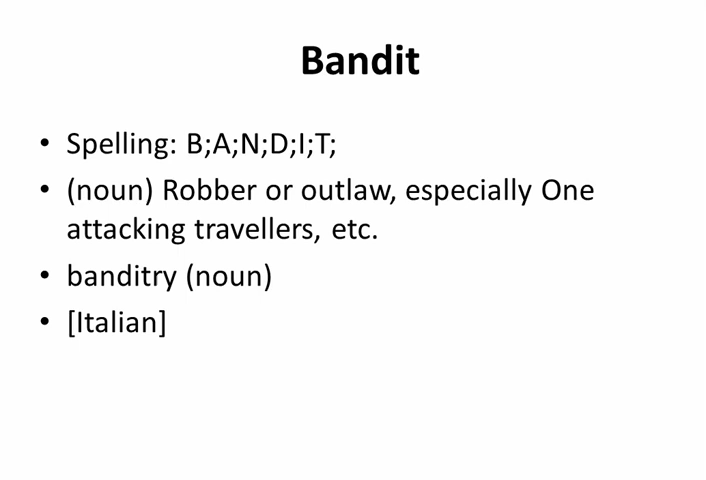 Bandit
• Spelling: B;A;N;D;I;T;
• (noun) Robber or outlaw, especially One
attacking travellers, etc.
• banditry (noun)
• [Italian]